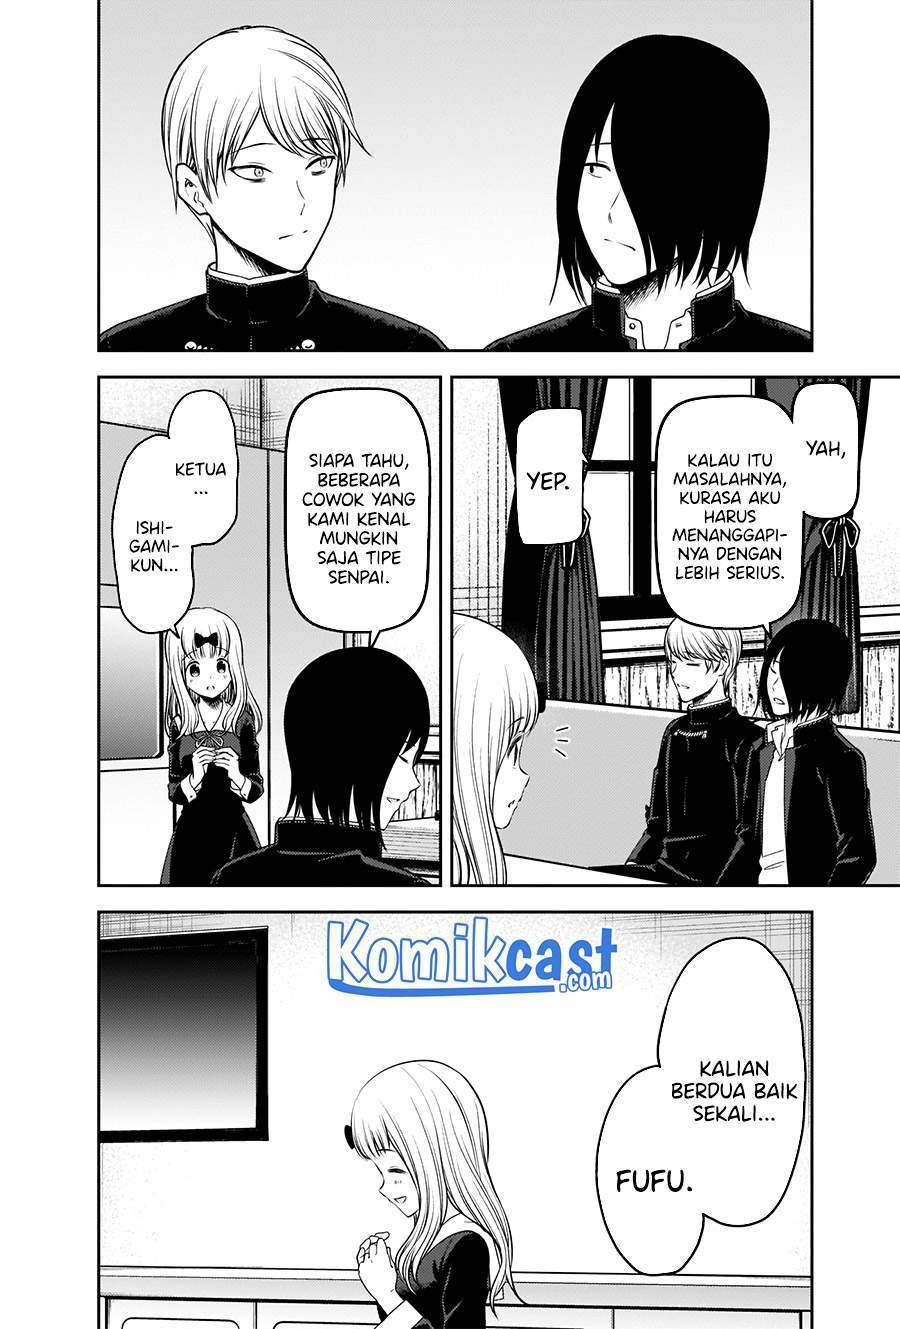 YAH,
KALAU ITU
MASALAHNYA,
KURASA AKU
HARUS
MENANGGAPI-
NYA DENGAN
LEBIH SERIUS.
YEP.
SIAPA TAHU,
BEBERAPA
COWOK YANG
KAMI KENAL
MUNGKIN
SAJA TIPE
SENPAI.
KETUA
...
ISHI-
GAMI-
KUN...
Komikcast
.com
KALIAN
BERDUA BAIK
SEKALI...
FUFU.